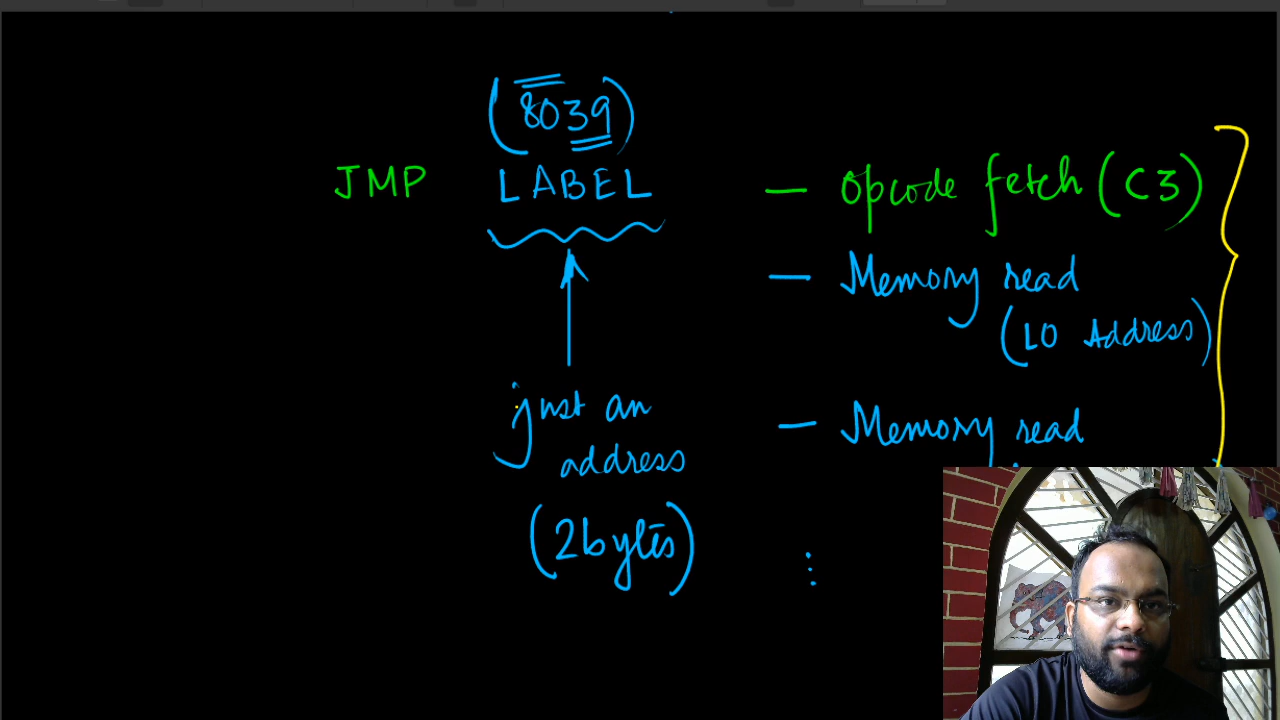 (8039)
JMP LABEL — Opcode fetch (C3)
— Memory read
(LO Address)
just an
address
— Memory read
(2bytes)
⋮